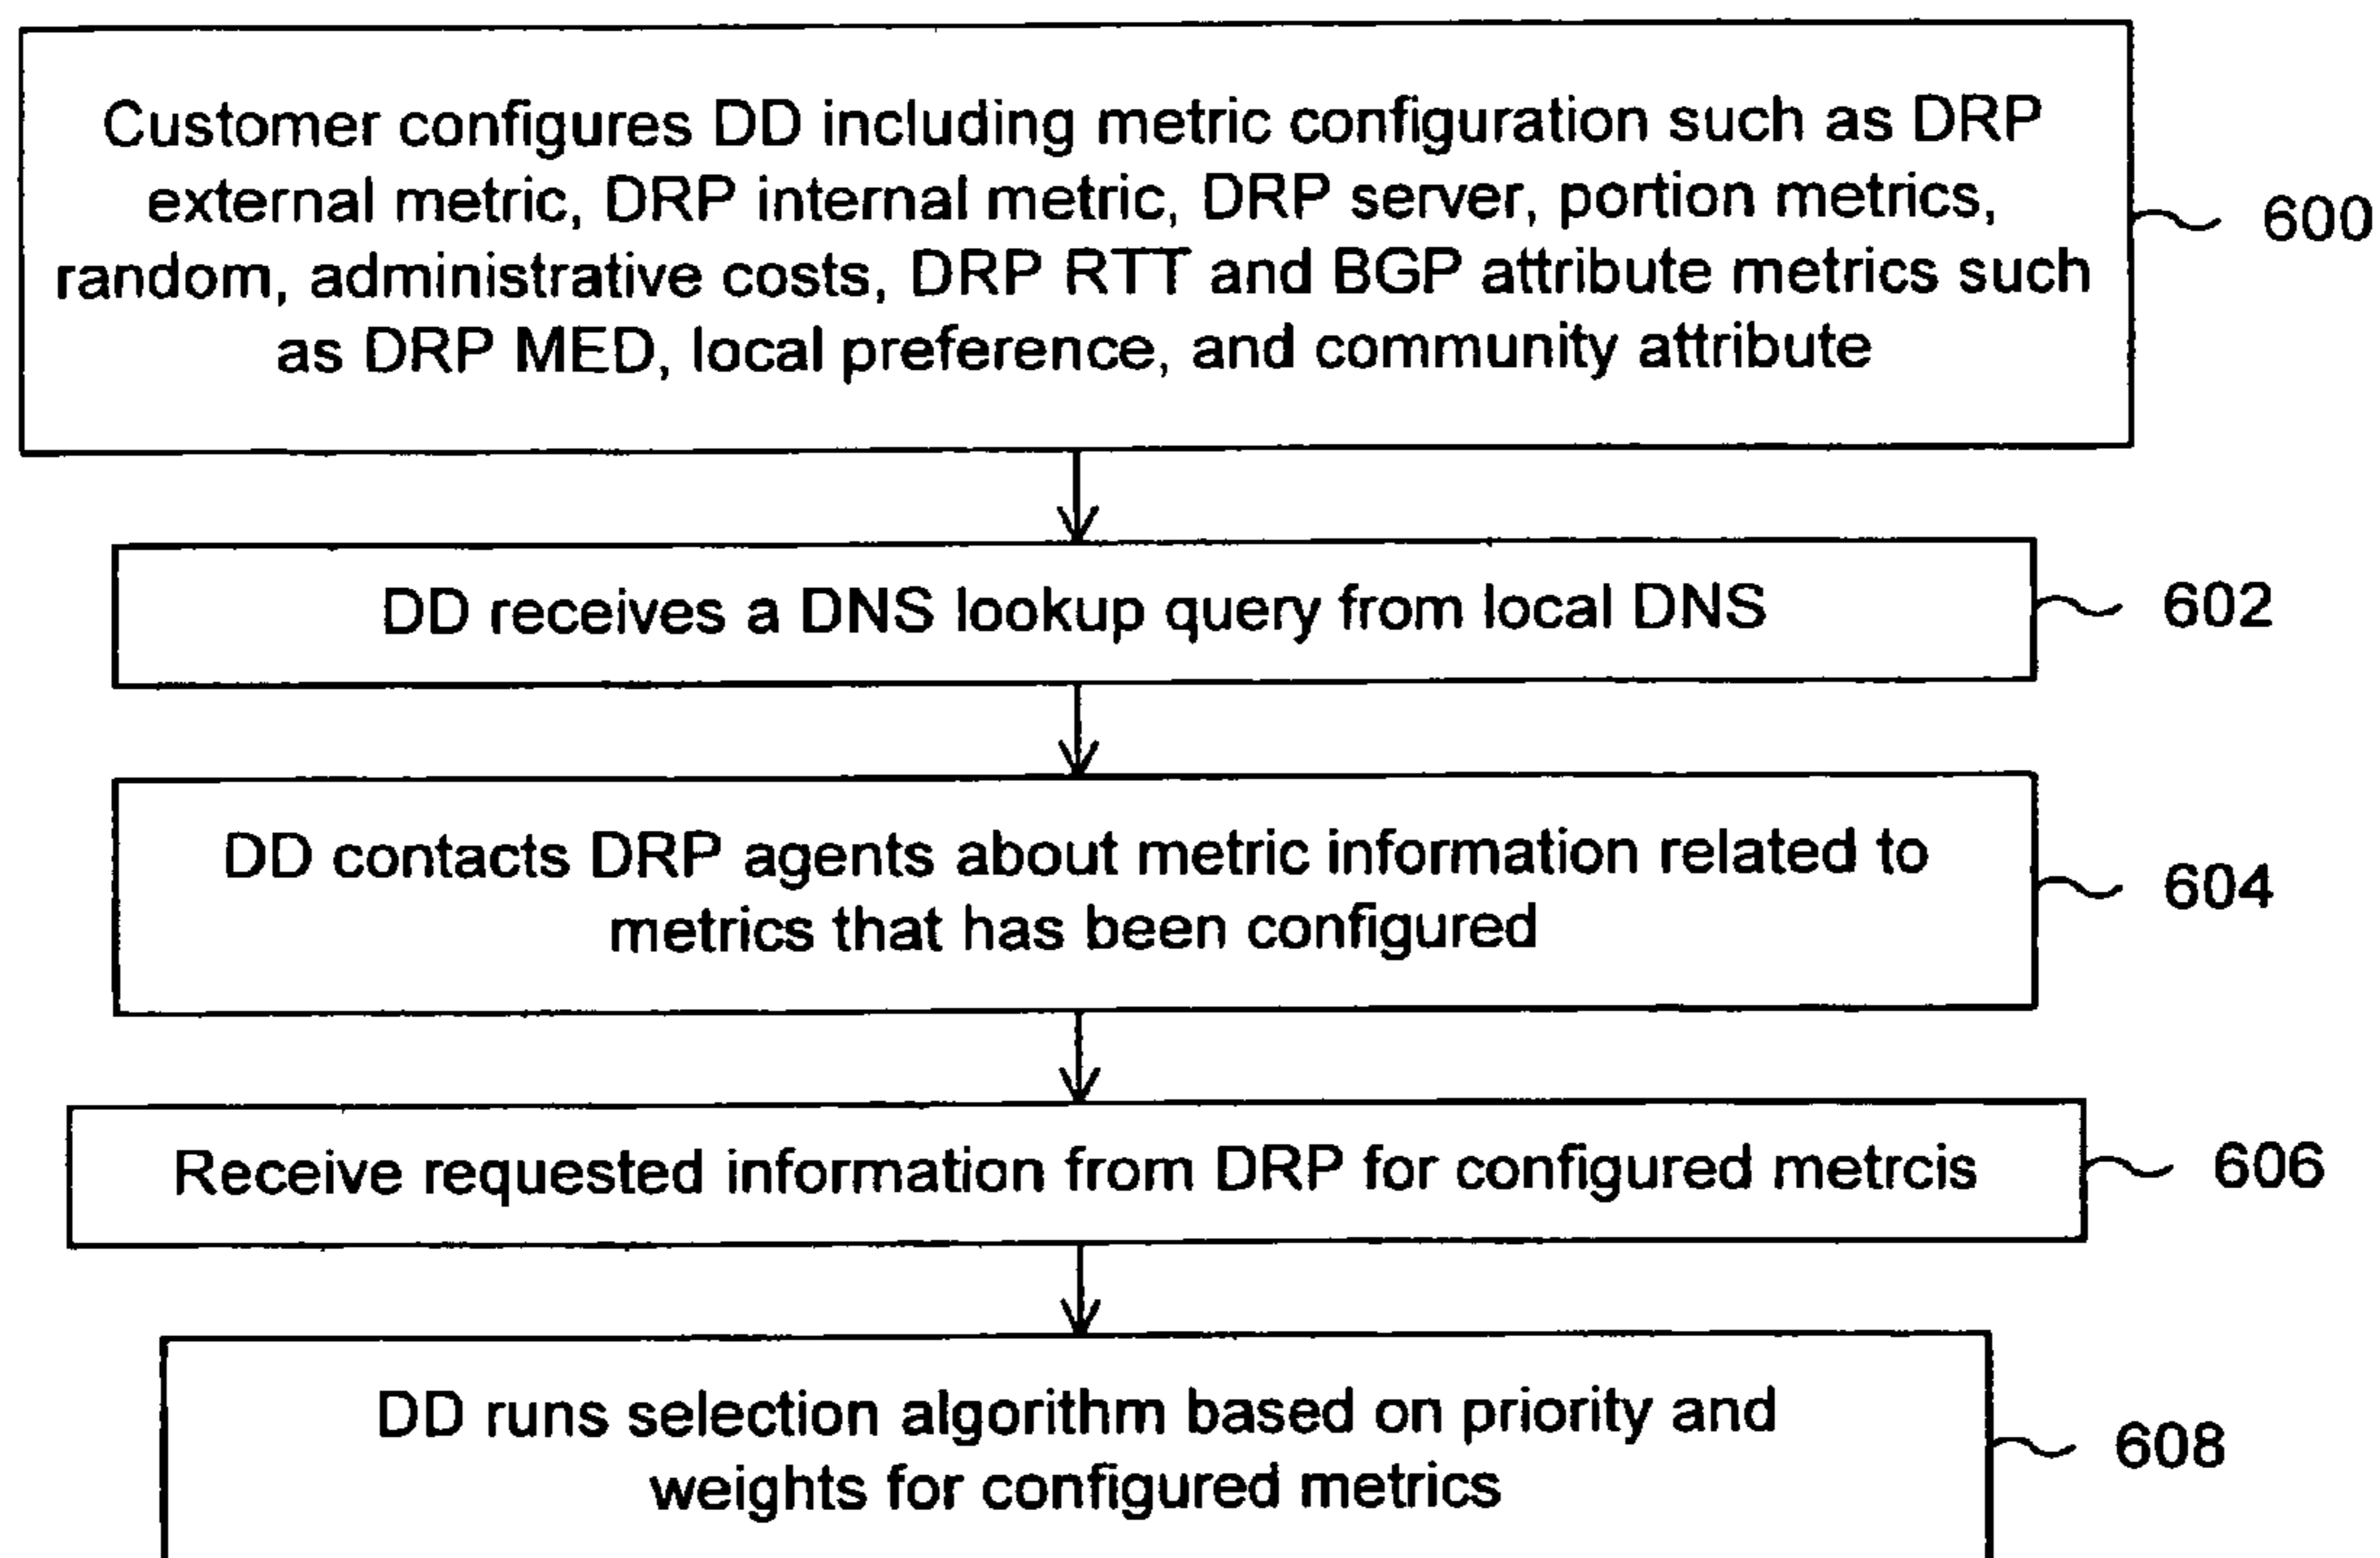 Customer configures DD including metric configuration such as DRP
external metric, DRP internal metric, DRP server, portion metrics,
random, administrative costs, DRP RTT and BGP attribute metrics such
as DRP MED, local preference, and community attribute
600
DD receives a DNS lookup query from local DNS
602
DD contacts DRP agents about metric information related to
metrics that has been configured
604
Receive requested information from DRP for configured metrcis
606
DD runs selection algorithm based on priority and
weights for configured metrics
608